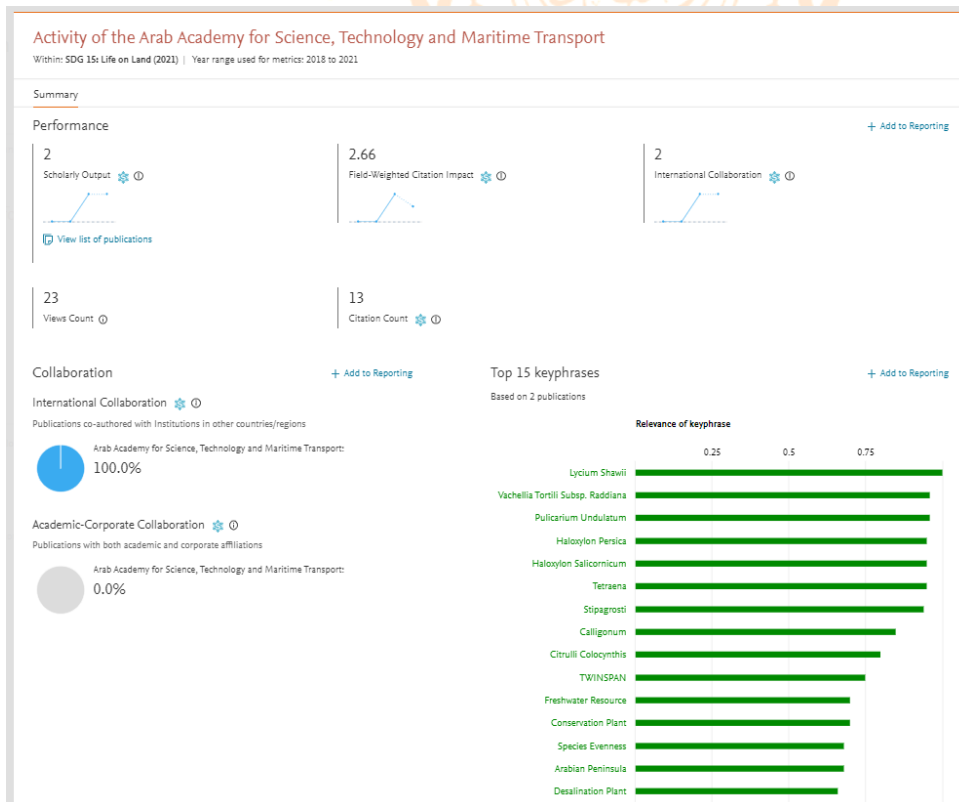 Activity of the Arab Academy for Science, Technology and Maritime Transport
Within: SDG 15: Life on Land (2021) | Year range used for metrics: 2018 to 2021
Summary
Performance
+ Add to Reporting
2
Scholarly Output
View list of publications
2.66
Field-Weighted Citation Impact
2
International Collaboration
23
Views Count
13
Citation Count
Collaboration
+ Add to Reporting
International Collaboration
Publications co-authored with Institutions in other countries/regions
Arab Academy for Science, Technology and Maritime Transport:
100.0%
Academic-Corporate Collaboration
Publications with both academic and corporate affiliations
Arab Academy for Science, Technology and Maritime Transport:
0.0%
Top 15 keyphrases
+ Add to Reporting
Based on 2 publications
Relevance of keyphrase
0.25 0.5 0.75
Lycium Shawii
Vachellia Tortili Subsp. Raddiana
Pulicarium Undulatum
Haloxylon Persica
Haloxylon Salicornicum
Tetraena
Stipagrosti
Calligonum
Citrulli Colocynthis
TWINSPAN
Freshwater Resource
Conservation Plant
Species Evenness
Arabian Peninsula
Desalination Plant